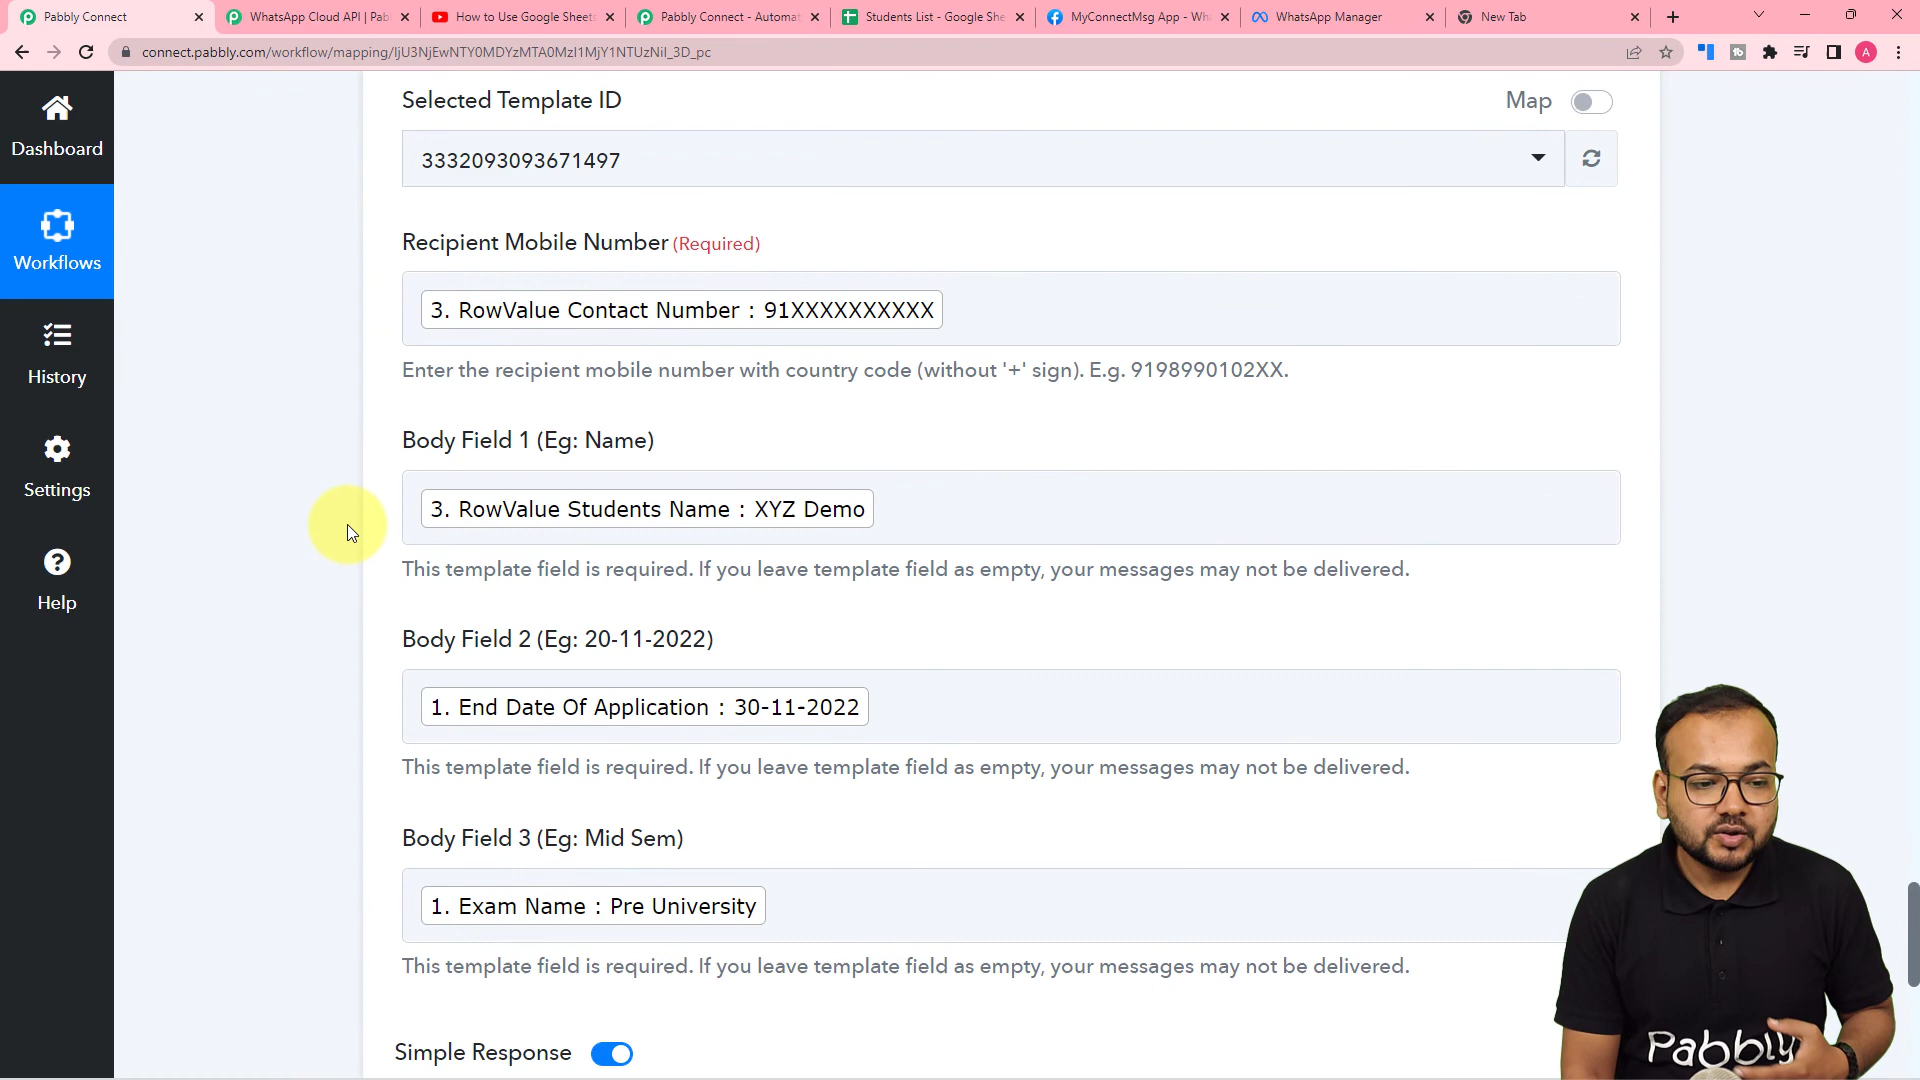 Pabbly Connect
WhatsApp Cloud API | Pab
How to Use Google Sheets
Pabbly Connect - Automat
Students List - Google She
MyConnectMsg App - Wh
WhatsApp Manager
New Tab
connect.pabbly.com/workflow/mapping/IjU3NjEwNTY0MDYzMTA0MzI1MjY1NTUzNiI_3D_pc
A
Dashboard
Workflows
History
Settings
Help
Selected Template ID
Map
3332093093671497
Recipient Mobile Number (Required)
3. RowValue Contact Number : 91XXXXXXXXXX
Enter the recipient mobile number with country code (without '+' sign). E.g. 9198990102XX.
Body Field 1 (Eg: Name)
3. RowValue Students Name : XYZ Demo
This template field is required. If you leave template field as empty, your messages may not be delivered.
Body Field 2 (Eg: 20-11-2022)
1. End Date Of Application : 30-11-2022
This template field is required. If you leave template field as empty, your messages may not be delivered.
Body Field 3 (Eg: Mid Sem)
1. Exam Name : Pre University
This template field is required. If you leave template field as empty, your messages may not be delivered.
Simple Response
Pabbly